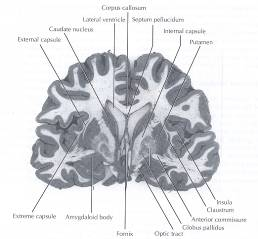 Corpus callosum
Lateral ventricle
Septum pellucidum
Caudate nucleus
Internal capsule
External capsule
Putamen
Insula
Claustrum
Anterior commissure
Globus pallidus
Extreme capsule
Amygdaloid body
Fornix
Optic tract